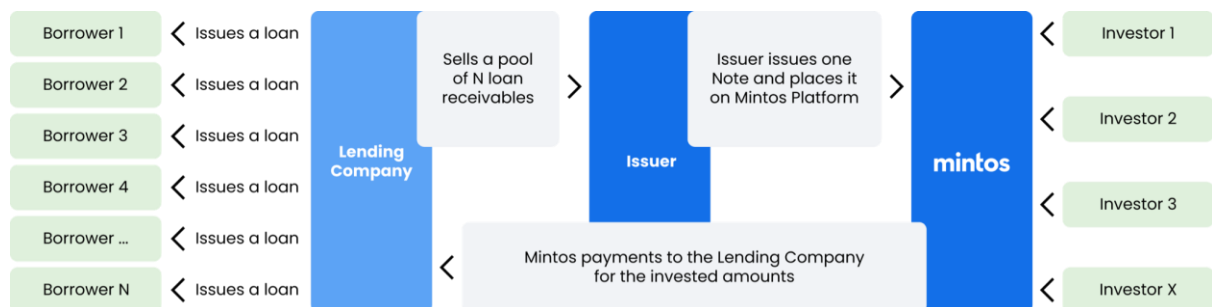 Borrower 1
Issues a loan
Borrower 2
Issues a loan
Borrower 3
Issues a loan
Borrower 4
Issues a loan
Borrower ...
Issues a loan
Borrower N
Issues a loan
Lending
Company
Sells a pool
of N loan
receivables
Issuer
Issuer issues one
Note and places it
on Mintos Platform
mintos
Mintos payments to the Lending Company
for the invested amounts
Investor 1
Investor 2
Investor 3
Investor X